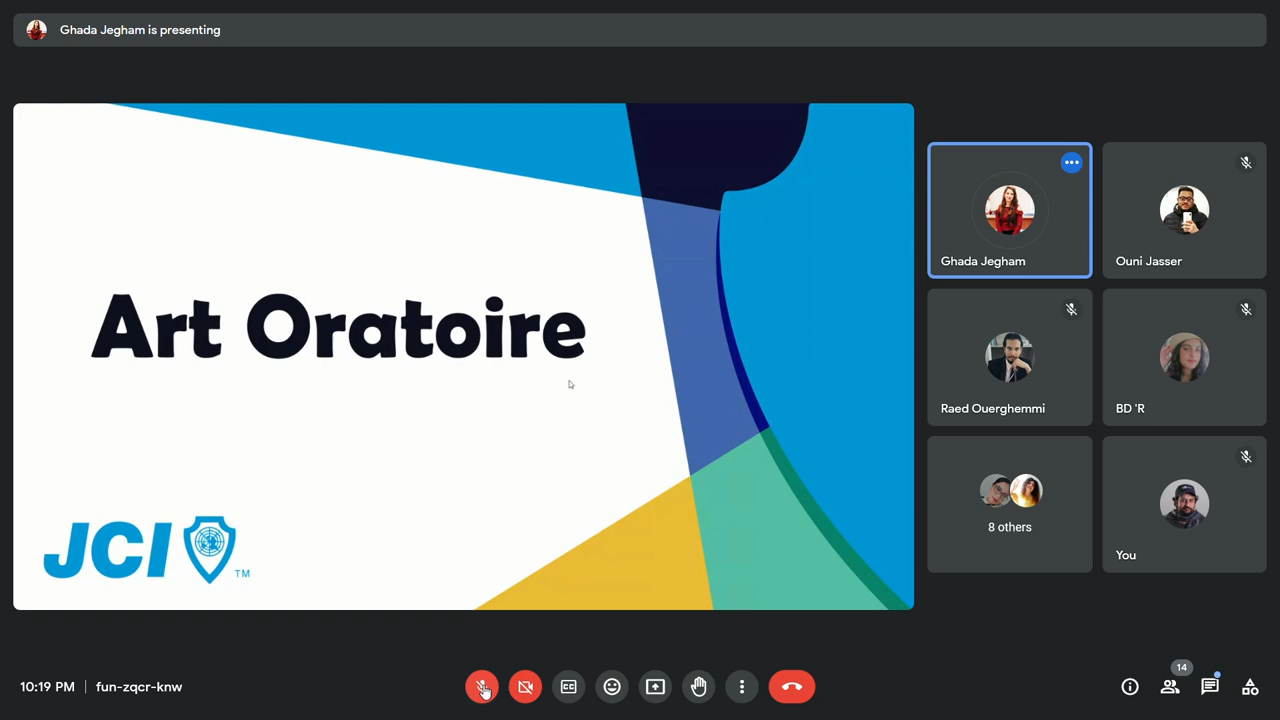 Ghada Jegham is presenting
Art Oratoire
JCI
TM
Ghada Jegham
Ouni Jasser
Raed Ouerghemmi
BD 'R
8 others
You
10:19 PM | fun-zqcr-knw
CC
14